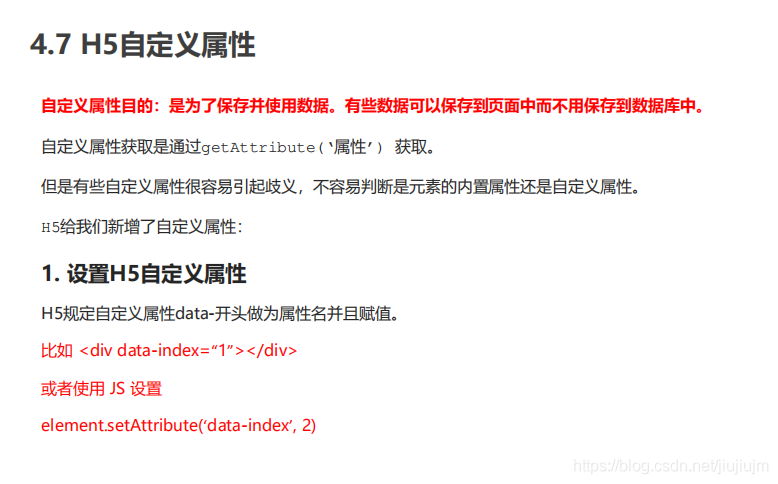 4.7 H5自定义属性
自定义属性目的：是为了保存并使用数据。有些数据可以保存到页面中而不用保存到数据库中。
自定义属性获取是通过getAttribute(‘属性’) 获取。
但是有些自定义属性很容易引起歧义，不容易判断是元素的内置属性还是自定义属性。
H5给我们新增了自定义属：
1. 设置H5自定义属性
H5规定自定义属性data-开头做为属性名并且赋值。
比如 <div data-index=“1”></div>
或者使用 JS 设置
element.setAttribute(‘data-index’, 2)
https://blog.csdn.net/jiujiujm